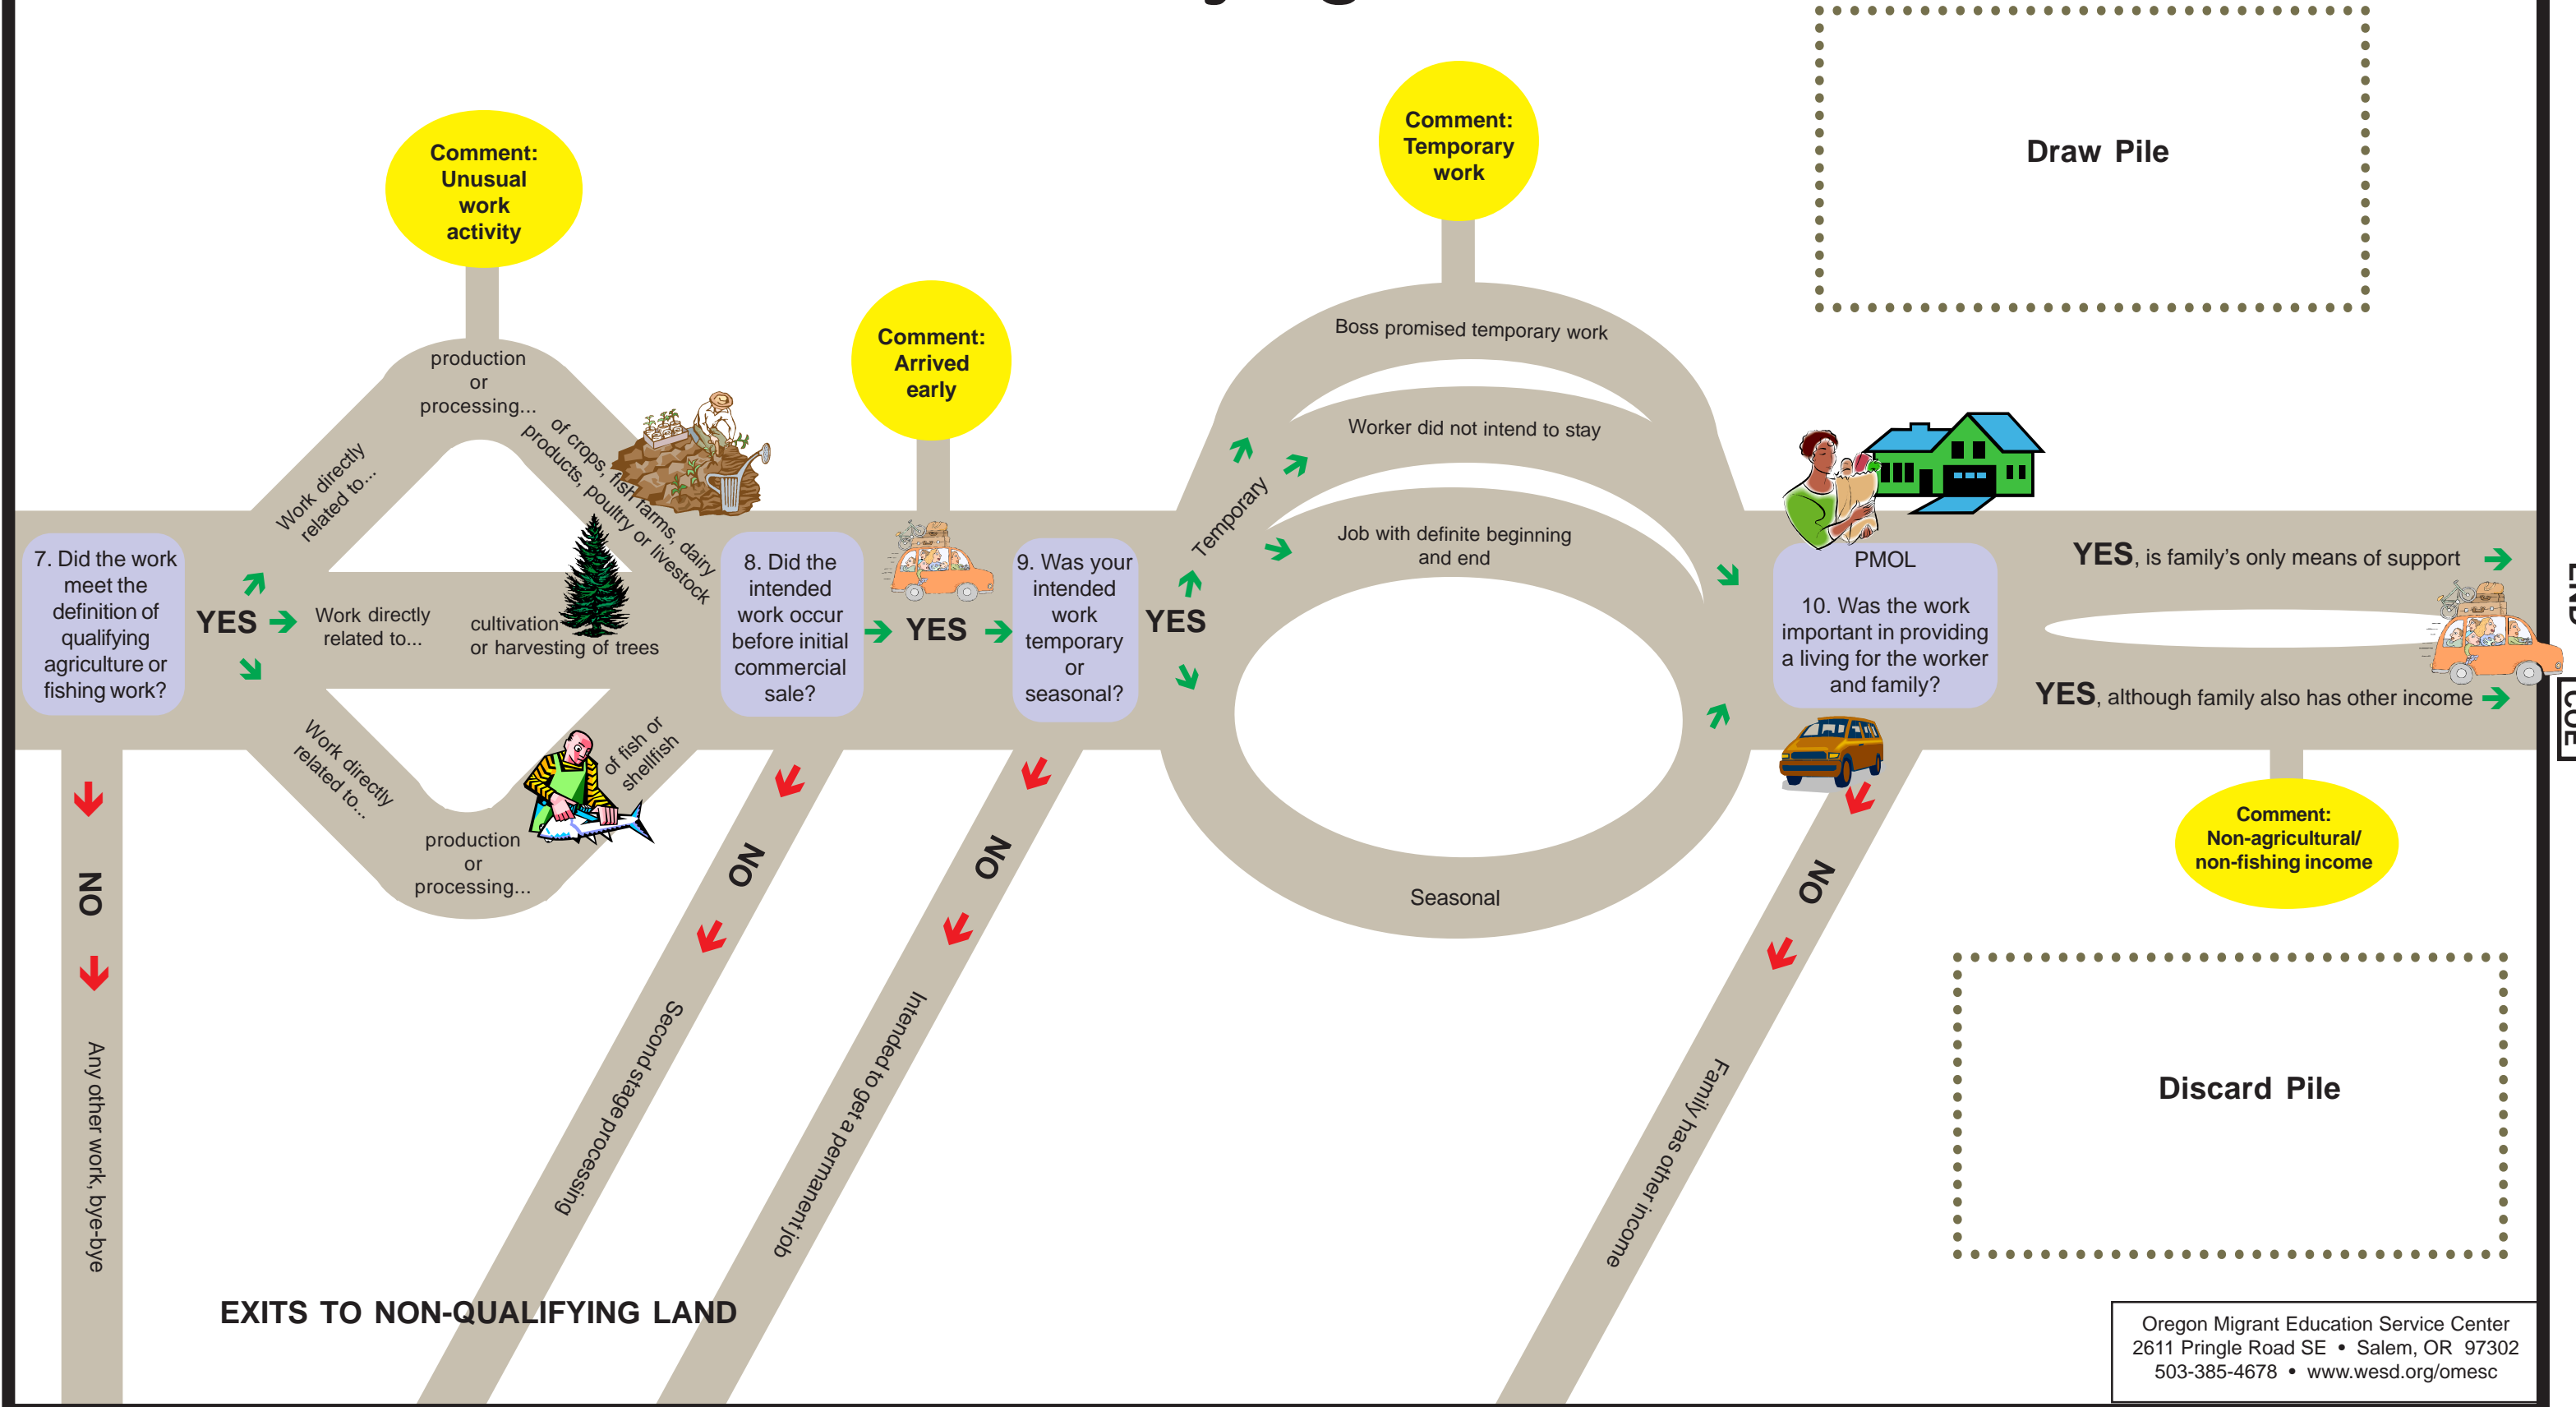 Draw Pile
Comment:
Unusual
work
activity
Comment:
Arrived
early
Comment:
Temporary
work
7. Did the work
meet the
definition of
qualifying
agriculture or
fishing work?
YES
Work directly
related to...
production
or
processing...
of crops, fish farms, dairy
products, poultry or livestock
Work directly
related to...
cultivation
or harvesting of trees
Work directly
related to...
production
or
processing...
of fish or
shellfish
NO
Any other work, bye-bye
8. Did the
intended
work occur
before initial
commercial
sale?
YES
NO
Second stage processing
9. Was your
intended
work
temporary
or
seasonal?
YES
NO
Intended to get a permanent job
Temporary
Boss promised temporary work
Worker did not intend to stay
Job with definite beginning
and end
Seasonal
PMOL
10. Was the work
important in providing
a living for the worker
and family?
YES, is family's only means of support
YES, although family also has other income
NO
Family has other income
Comment:
Non-agricultural/
non-fishing income
END
COE
Discard Pile
EXITS TO NON-QUALIFYING LAND
Oregon Migrant Education Service Center
2611 Pringle Road SE • Salem, OR 97302
503-385-4678 • www.wesd.org/omesc